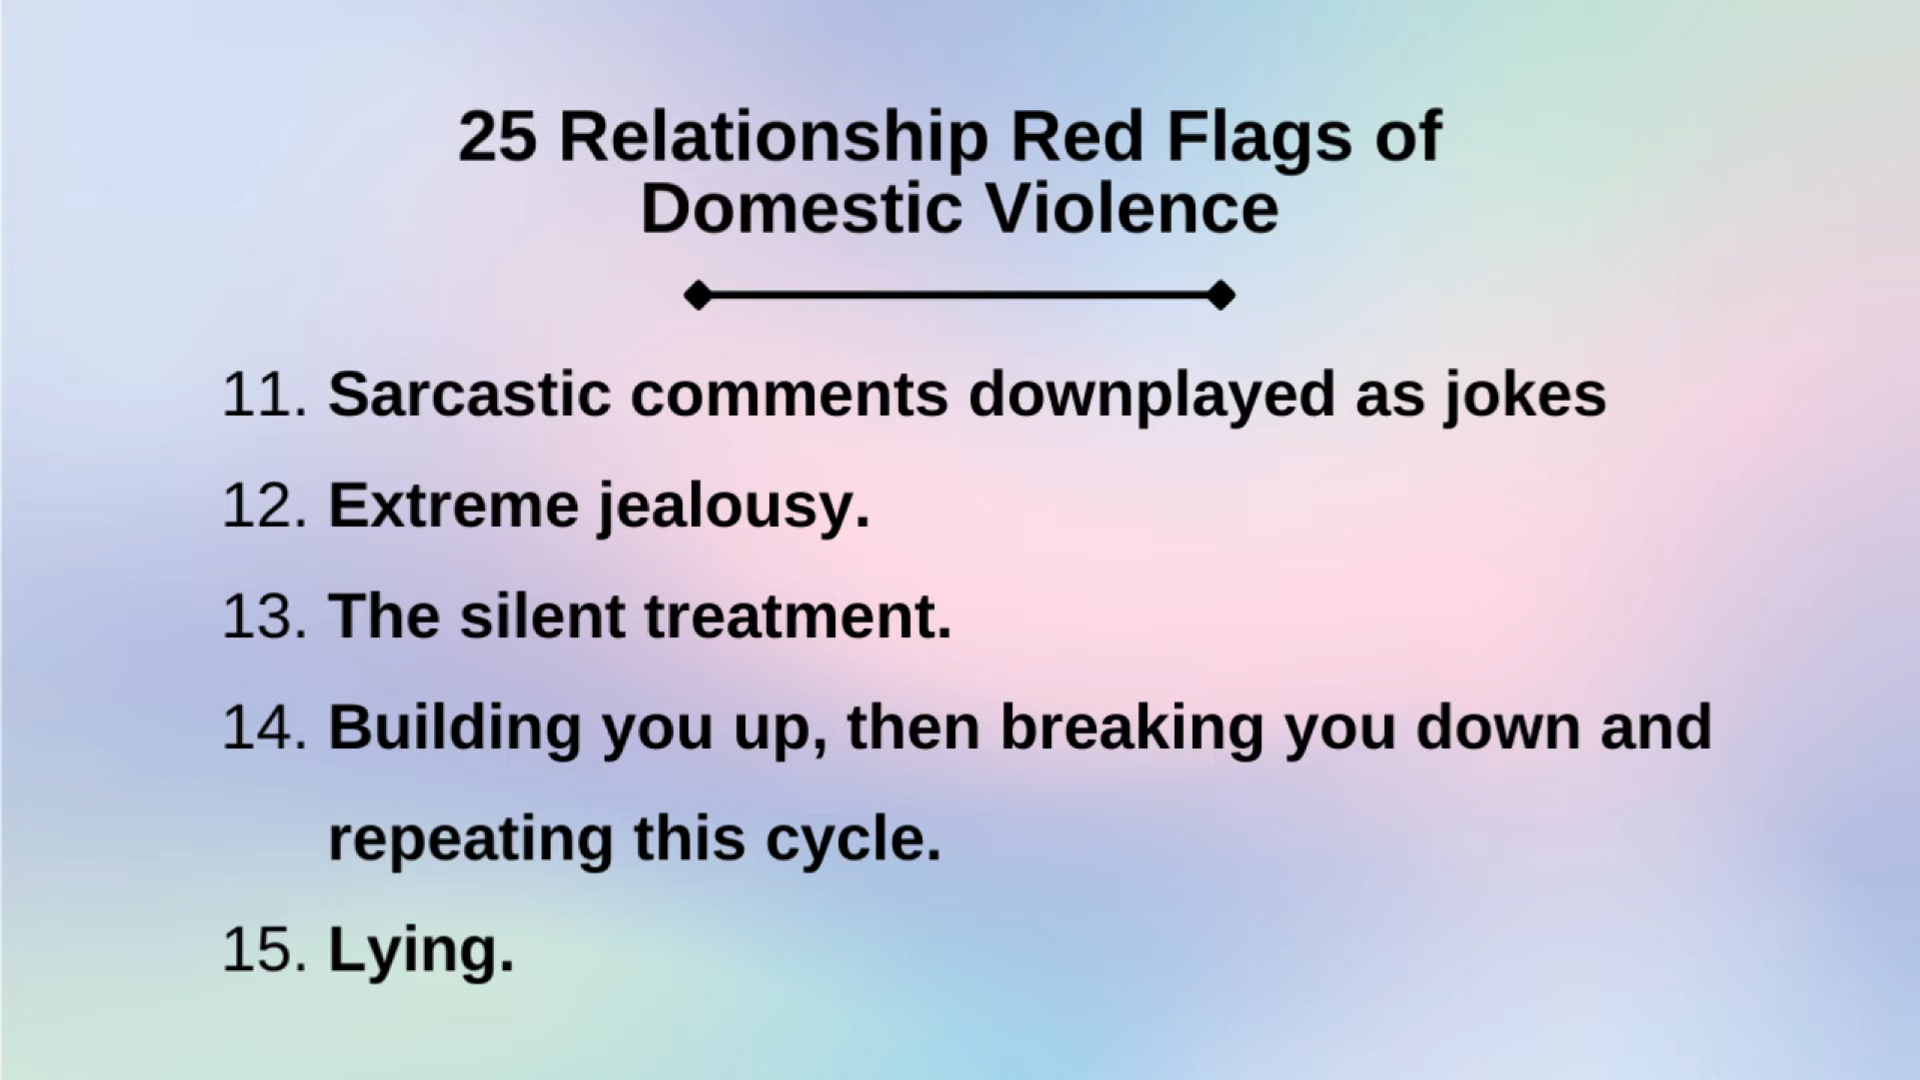 25 Relationship Red Flags of
Domestic Violence
11. Sarcastic comments downplayed as jokes
12. Extreme jealousy.
13. The silent treatment.
14. Building you up, then breaking you down and
repeating this cycle.
15. Lying.